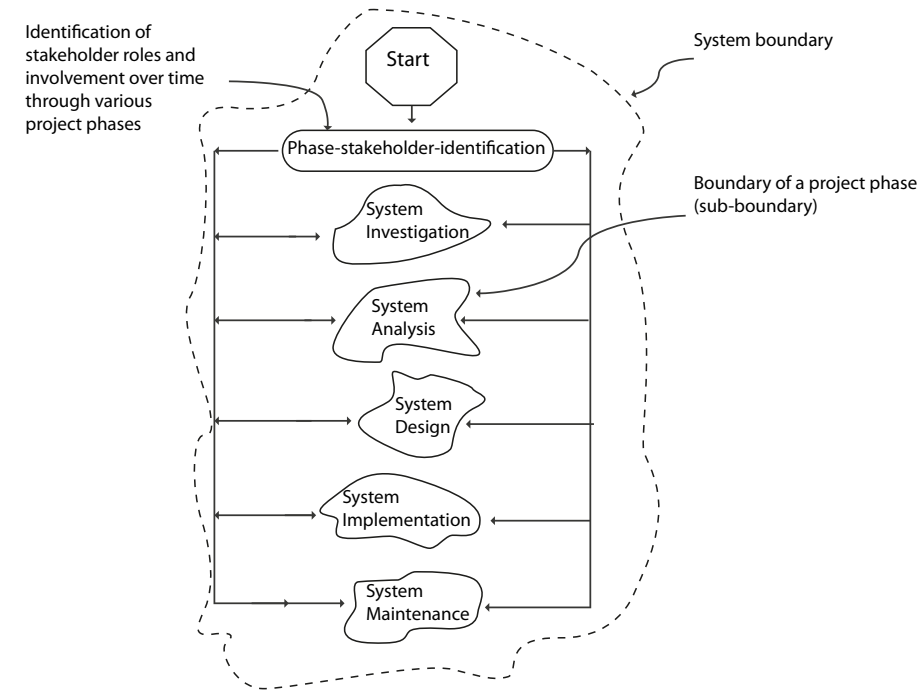 Identification of
stakeholder roles and
involvement over time
through various
project phases
Start
System boundary
Phase-stakeholder-identification
Boundary of a project phase
(sub-boundary)
System
Investigation
System
Analysis
System
Design
System
Implementation
System
Maintenance